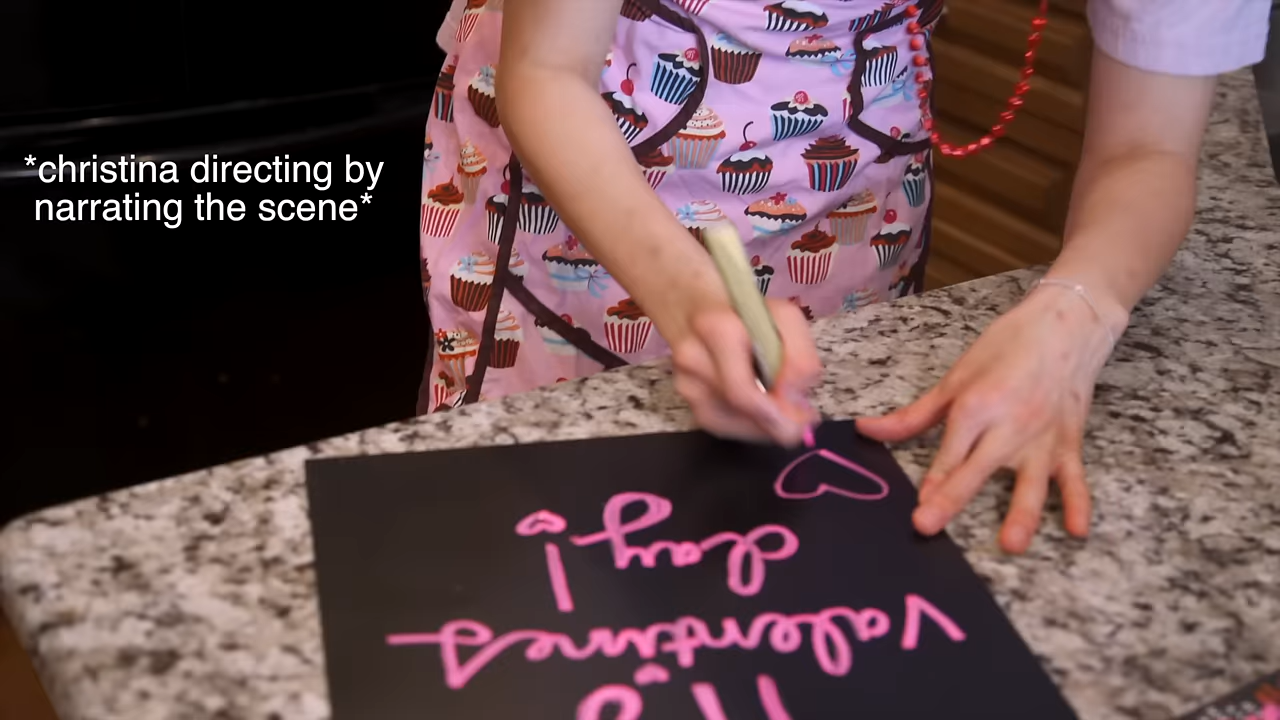 *christina directing by
narrating the scene*
Valentines
day!